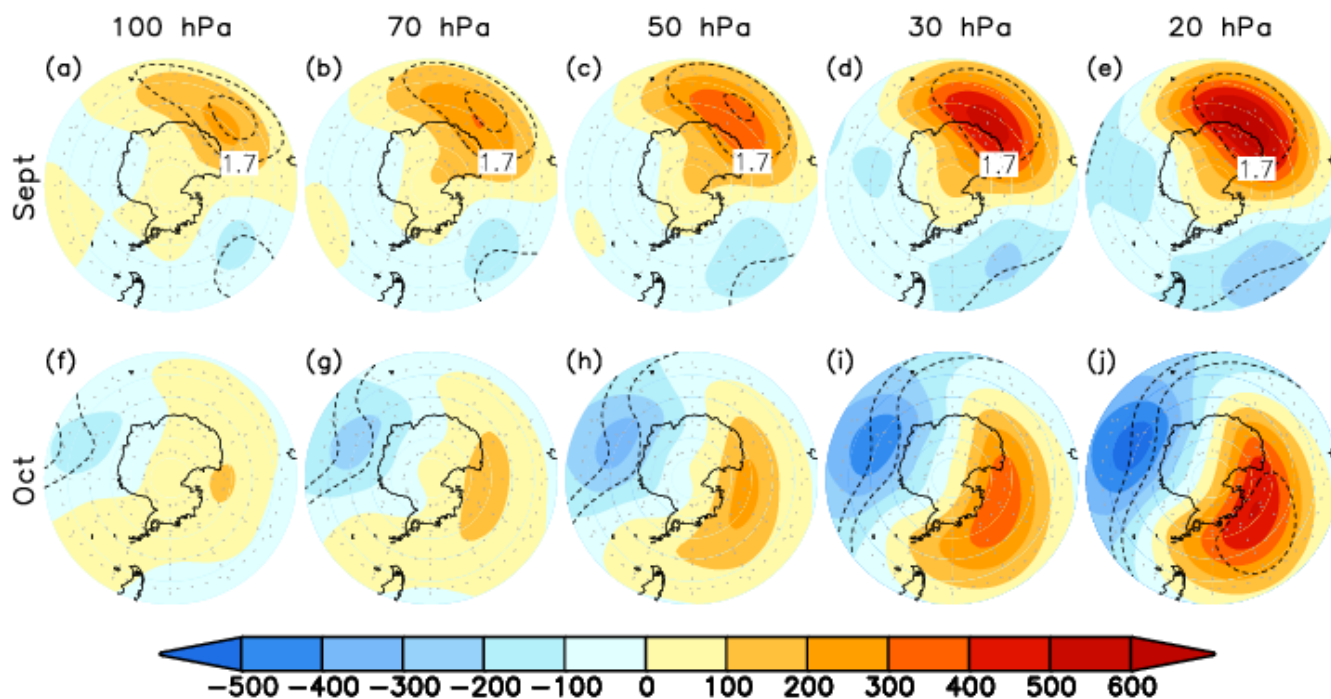 100 hPa 70 hPa 50 hPa 30 hPa 20 hPa
(a) (b) (c) (d) (e)
Sept
1.7 1.7 1.7 1.7 1.7
(f) (g) (h) (i) (j)
Oct
−500 −400 −300 −200 −100 0 100 200 300 400 500 600